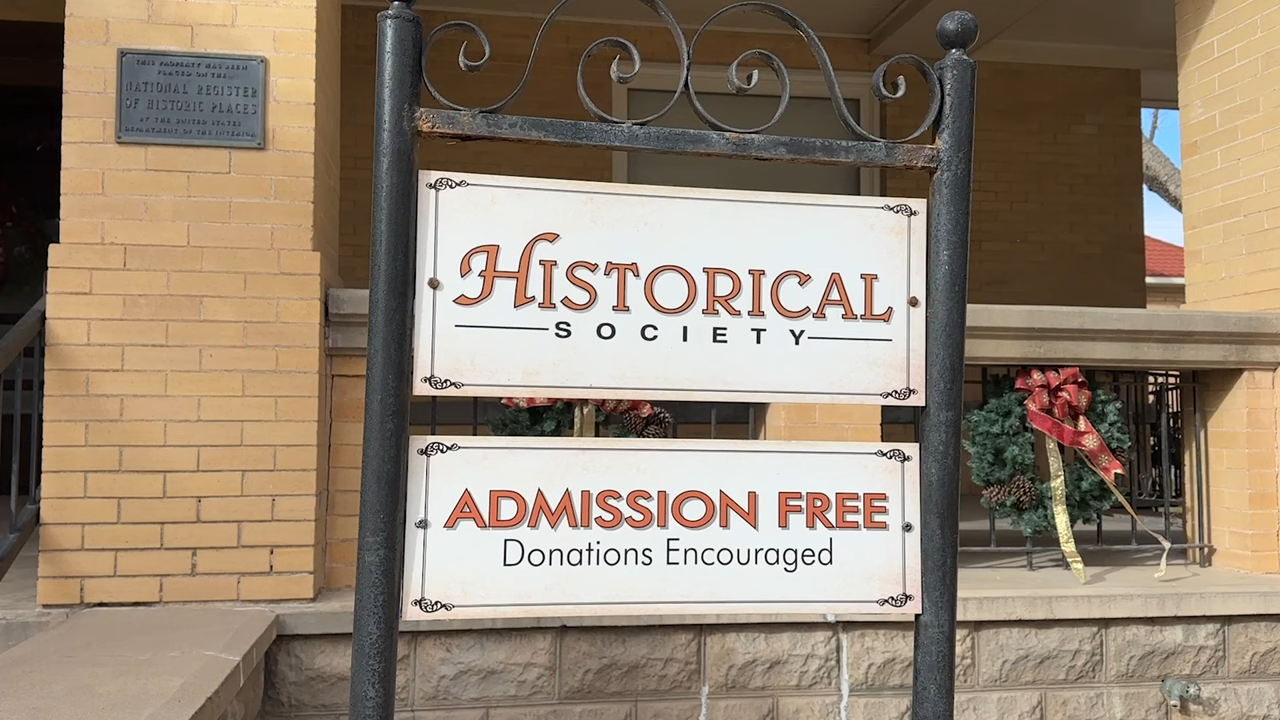 THIS PROPERTY HAS BEEN
PLACED ON THE
NATIONAL REGISTER
OF HISTORIC PLACES
BY THE UNITED STATES
DEPARTMENT OF THE INTERIOR
HISTORICAL
SOCIETY
ADMISSION FREE
Donations Encouraged